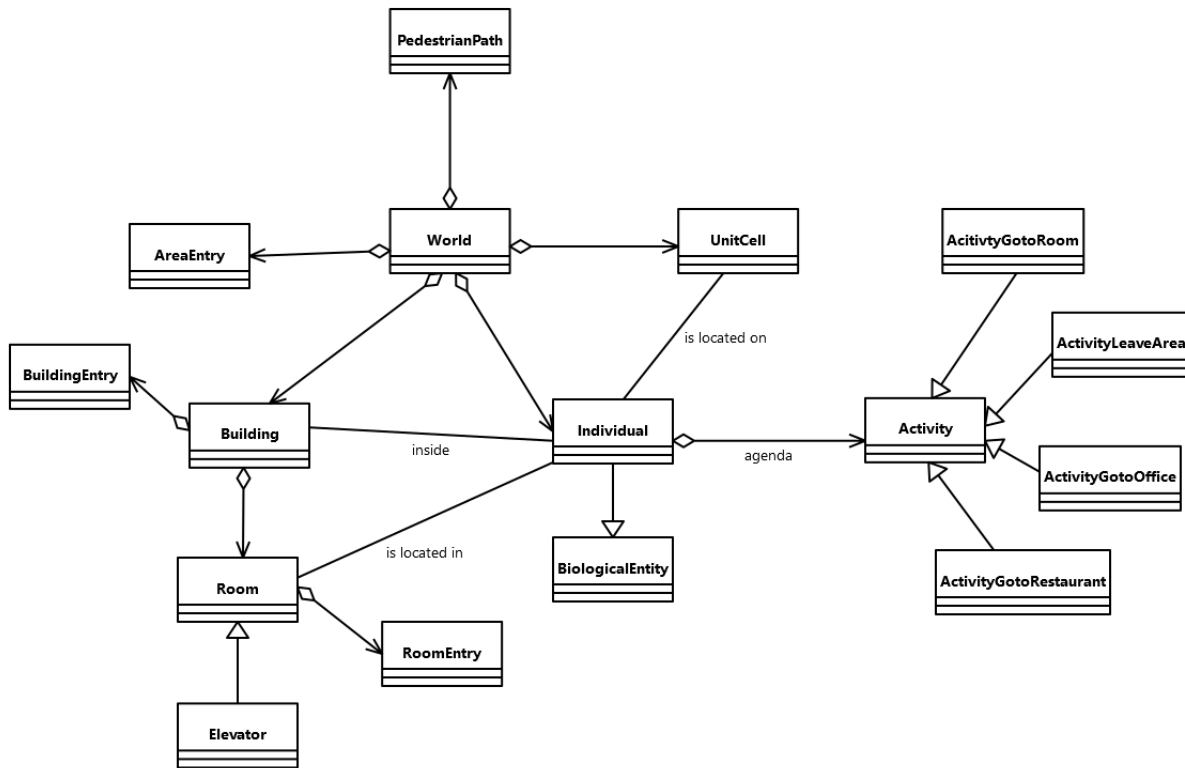 PedestrianPath
World
UnitCell
AreaEntry
AcitivtyGotoRoom
is located on
ActivityLeaveArea
BuildingEntry
Building
inside
Individual
agenda
Activity
ActivityGotoOffice
is located in
BiologicalEntity
ActivityGotoRestaurant
Room
RoomEntry
Elevator